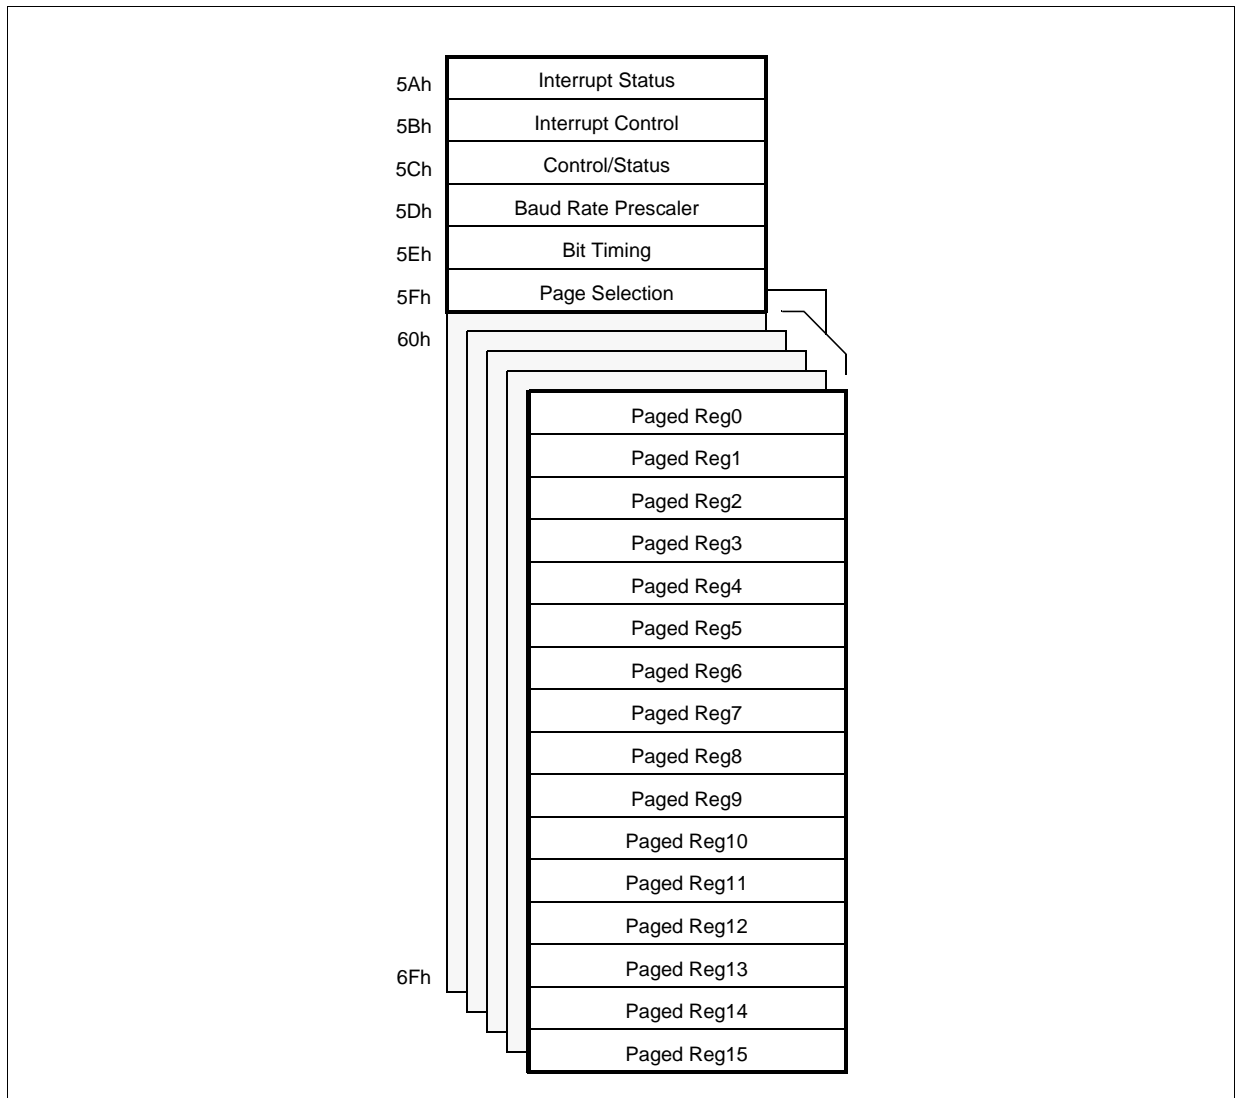 5Ah Interrupt Status
5Bh Interrupt Control
5Ch Control/Status
5Dh Baud Rate Prescaler
5Eh Bit Timing
5Fh Page Selection
60h
Paged Reg0
Paged Reg1
Paged Reg2
Paged Reg3
Paged Reg4
Paged Reg5
Paged Reg6
Paged Reg7
Paged Reg8
Paged Reg9
Paged Reg10
Paged Reg11
Paged Reg12
6Fh Paged Reg13
Paged Reg14
Paged Reg15